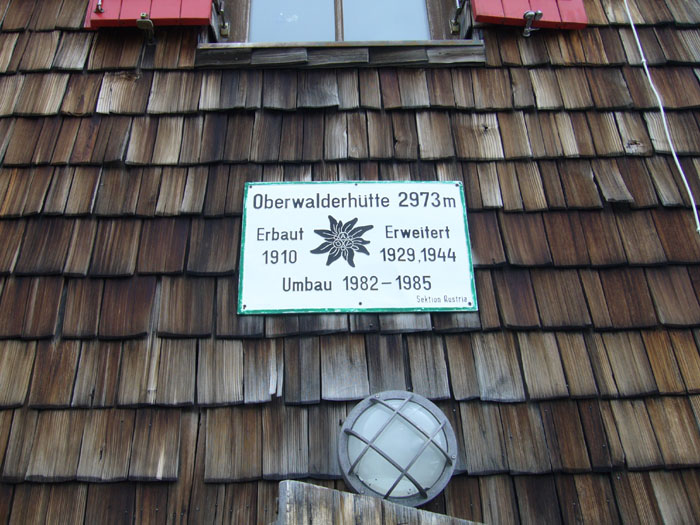 Oberwalderhütte 2973m
Erbaut Erweitert
1910 1929,1944
Umbau 1982-1985
Sektion Austria